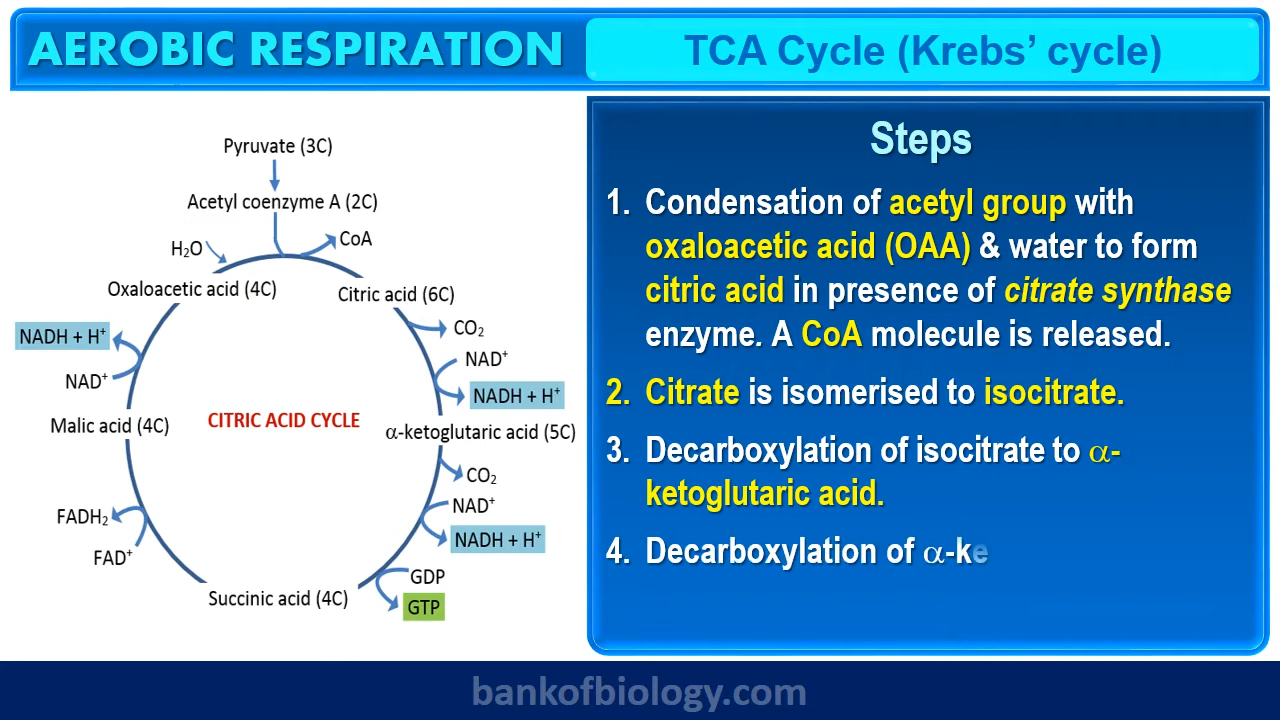 AEROBIC RESPIRATION
TCA Cycle (Krebs’ cycle)
Pyruvate (3C)
Acetyl coenzyme A (2C)
CoA
H₂O
Oxaloacetic acid (4C)
Citric acid (6C)
CO₂
NADH + H⁺
NAD⁺
NAD⁺
NADH + H⁺
Malic acid (4C)
CITRIC ACID CYCLE
α-ketoglutaric acid (5C)
CO₂
NAD⁺
FADH₂
NADH + H⁺
FAD⁺
GDP
Succinic acid (4C)
GTP
Steps
1. Condensation of acetyl group with
oxaloacetic acid (OAA) & water to form
citric acid in presence of citrate synthase
enzyme. A CoA molecule is released.
2. Citrate is isomerised to isocitrate.
3. Decarboxylation of isocitrate to α-
ketoglutaric acid.
4. Decarboxylation of α-ke
bankofbiology.com